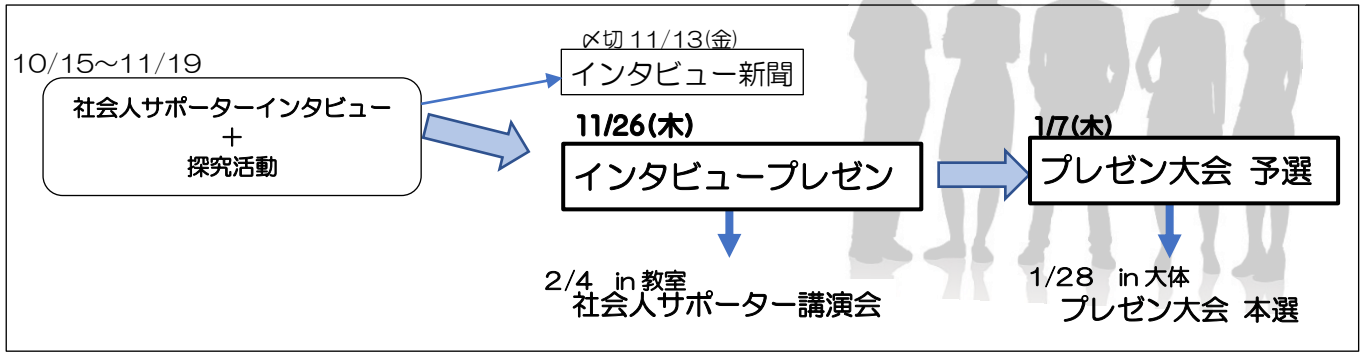 10/15～11/19
社会人サポーターインタビュー
＋
探究活動
〆切 11/13(金)
インタビュー新聞
11/26(木)
インタビュープレゼン
1/7(木)
プレゼン大会 予選
2/4 in 教室
社会人サポーター講演会
1/28 in 大体
プレゼン大会 本選